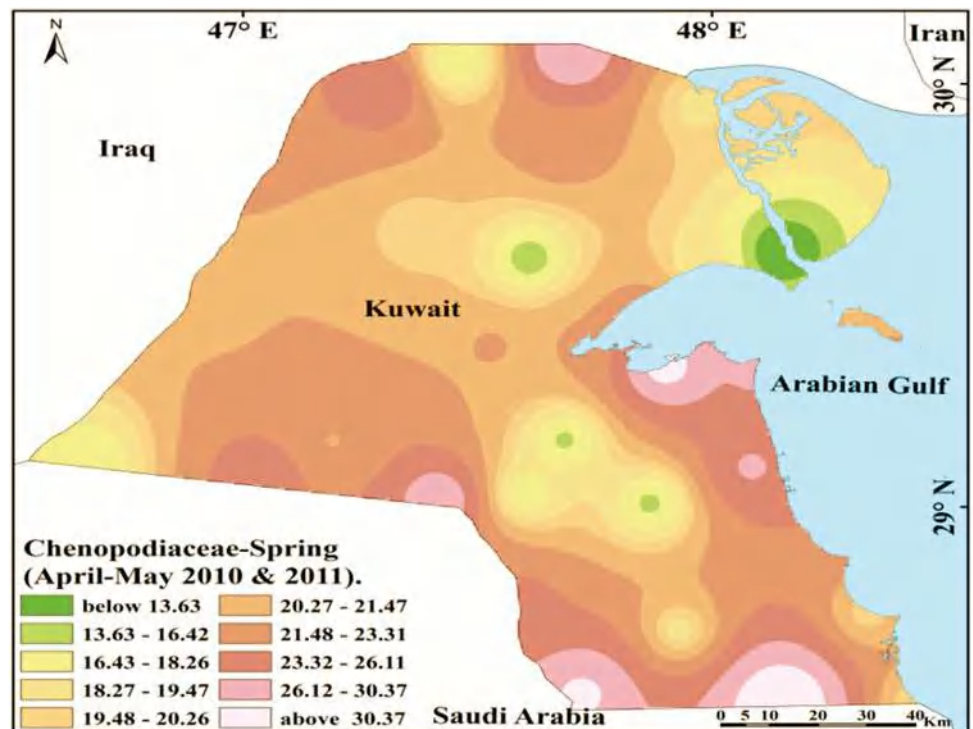 N
47° E
48° E
Iran
30° N
Iraq
Kuwait
Arabian Gulf
29° N
Chenopodiaceae-Spring
(April-May 2010 & 2011).
below 13.63
13.63 - 16.42
16.43 - 18.26
18.27 - 19.47
19.48 - 20.26
20.27 - 21.47
21.48 - 23.31
23.32 - 26.11
26.12 - 30.37
above 30.37
Saudi Arabia
0 5 10 20 30 40
Km